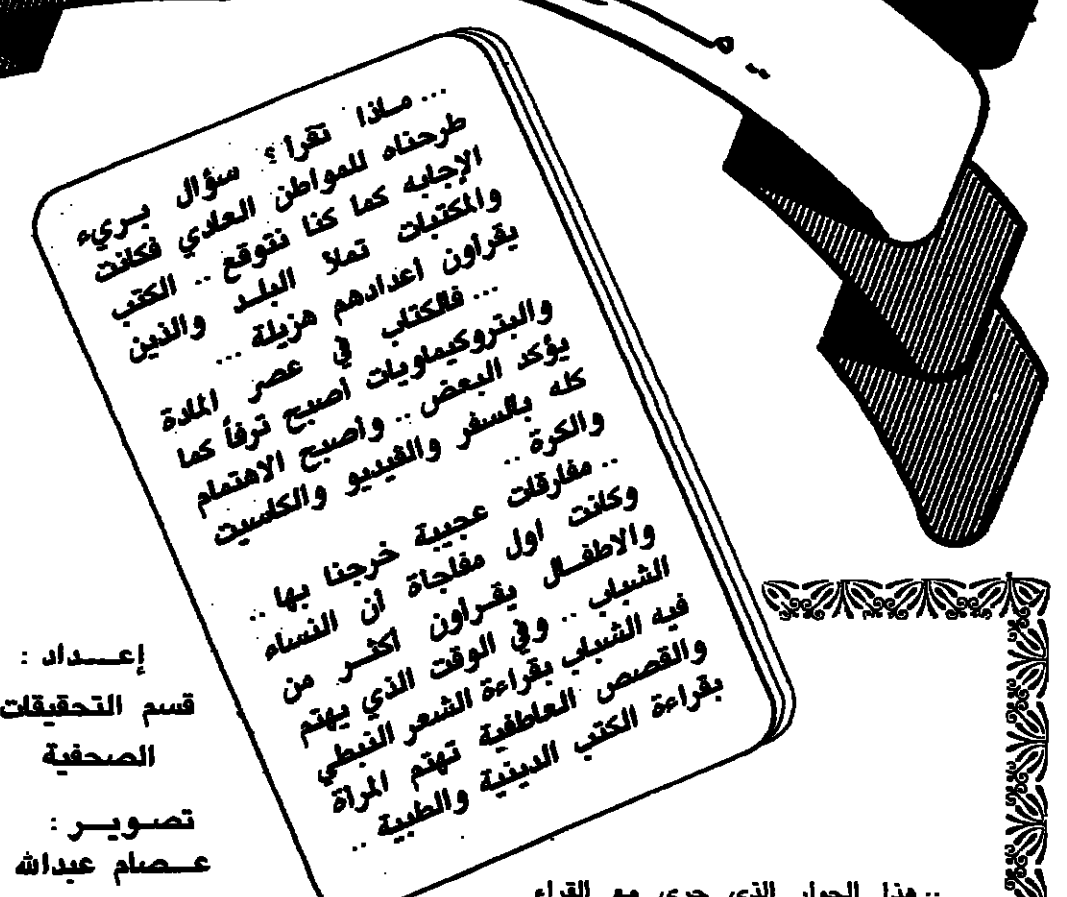 ... ماذا تقرأ ؟ سؤال بريء
طرحناه للمواطن العادي فكانت
الإجابه كما كنا نتوقع .. الكتب
والمكتبات تملأ البلد والذين
يقرأون اعدادهم هزيلة ...
... فالكتاب في عصر المادة
والبتروكيماويات أصبح ترفاً كما
يؤكد البعض .. وأصبح الاهتمام
كله بالسفر والفيديو والكاسيت
والكرة ..
.. مفارقات عجيبة خرجنا بها ..
وكانت اول مفاجأة أن النساء
والاطفال يقرأون اكثر من
الشباب .. وفي الوقت الذي يهتم
فيه الشباب بقراءة الشعر النبطي
والقصص العاطفية تهتم المرأة
بقراءة الكتب الدينية والطبية ..
إعداد :
قسم التحقيقات
الصحفية
تصوير :
عصام عبدالله
.. هذا الحوار الذي جرى مع القراء